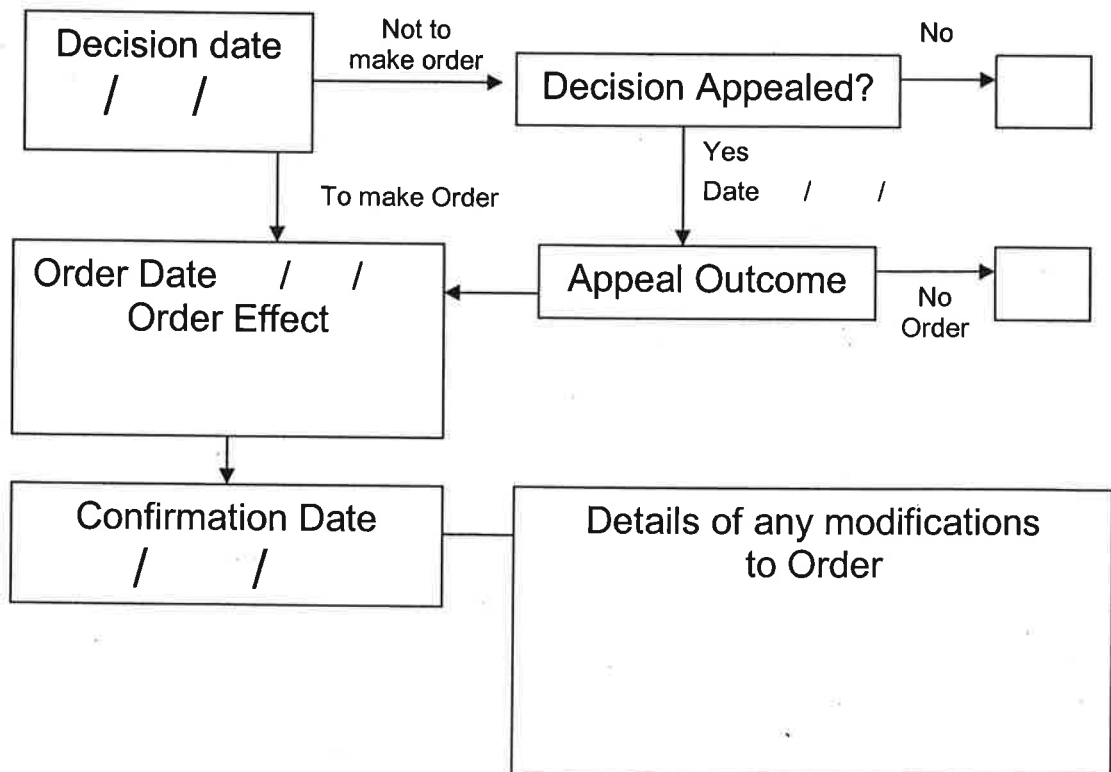 Decision date
/ /
Not to
make order
Decision Appealed?
No
Yes
Date / /
To make Order
Order Date / /
Order Effect
Appeal Outcome
No
Order
Confirmation Date
/ /
Details of any modifications
to Order